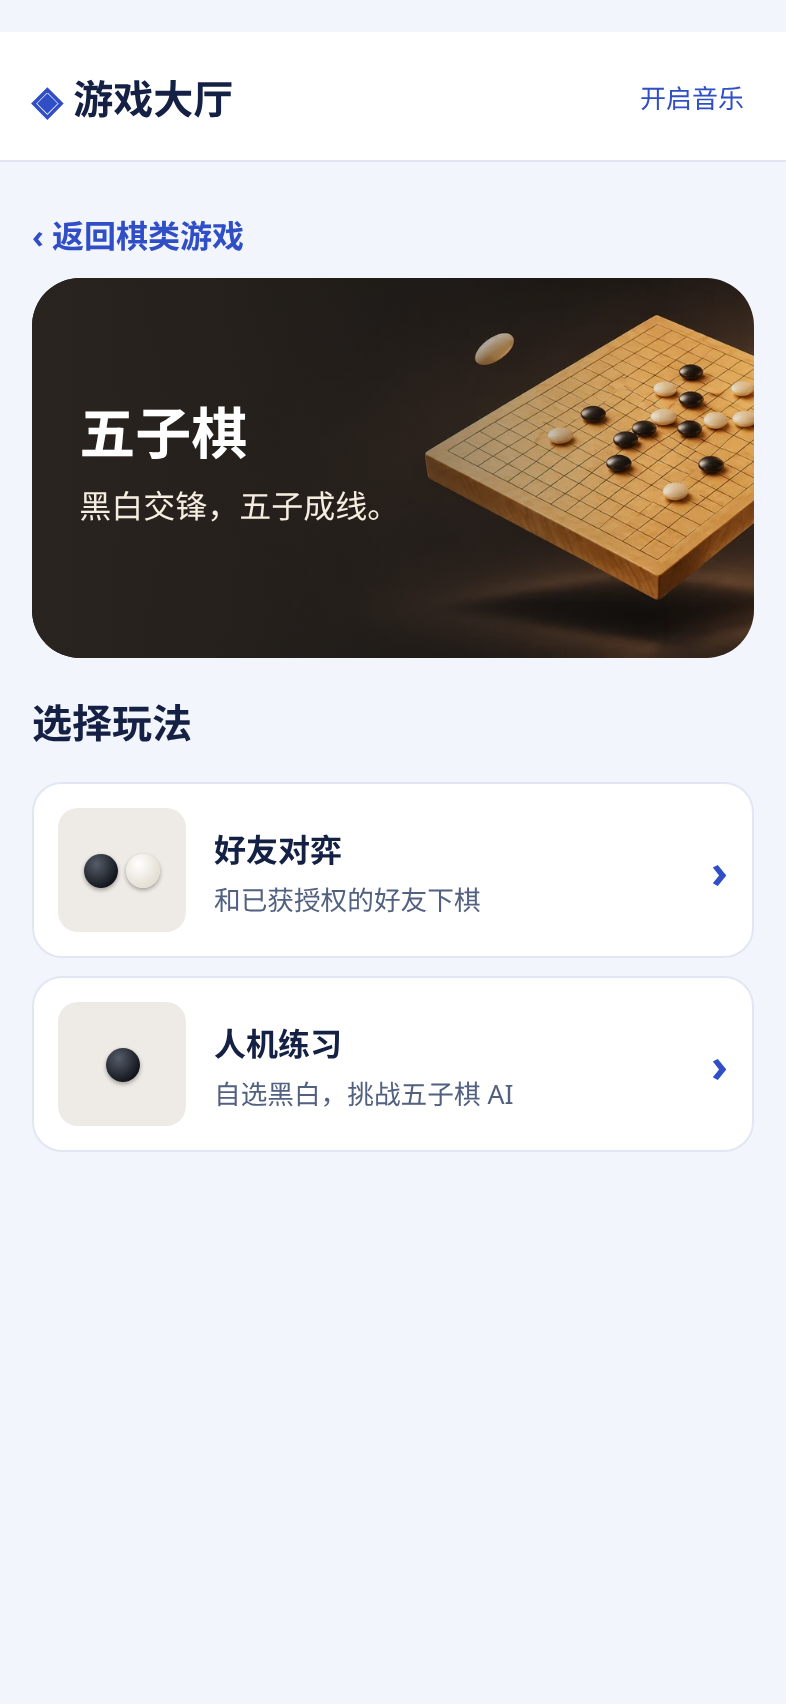 ◈ 游戏大厅
开启音乐
‹ 返回棋类游戏
五子棋
黑白交锋，五子成线。
选择玩法
好友对弈
和已获授权的好友下棋
›
人机练习
自选黑白，挑战五子棋 AI
›